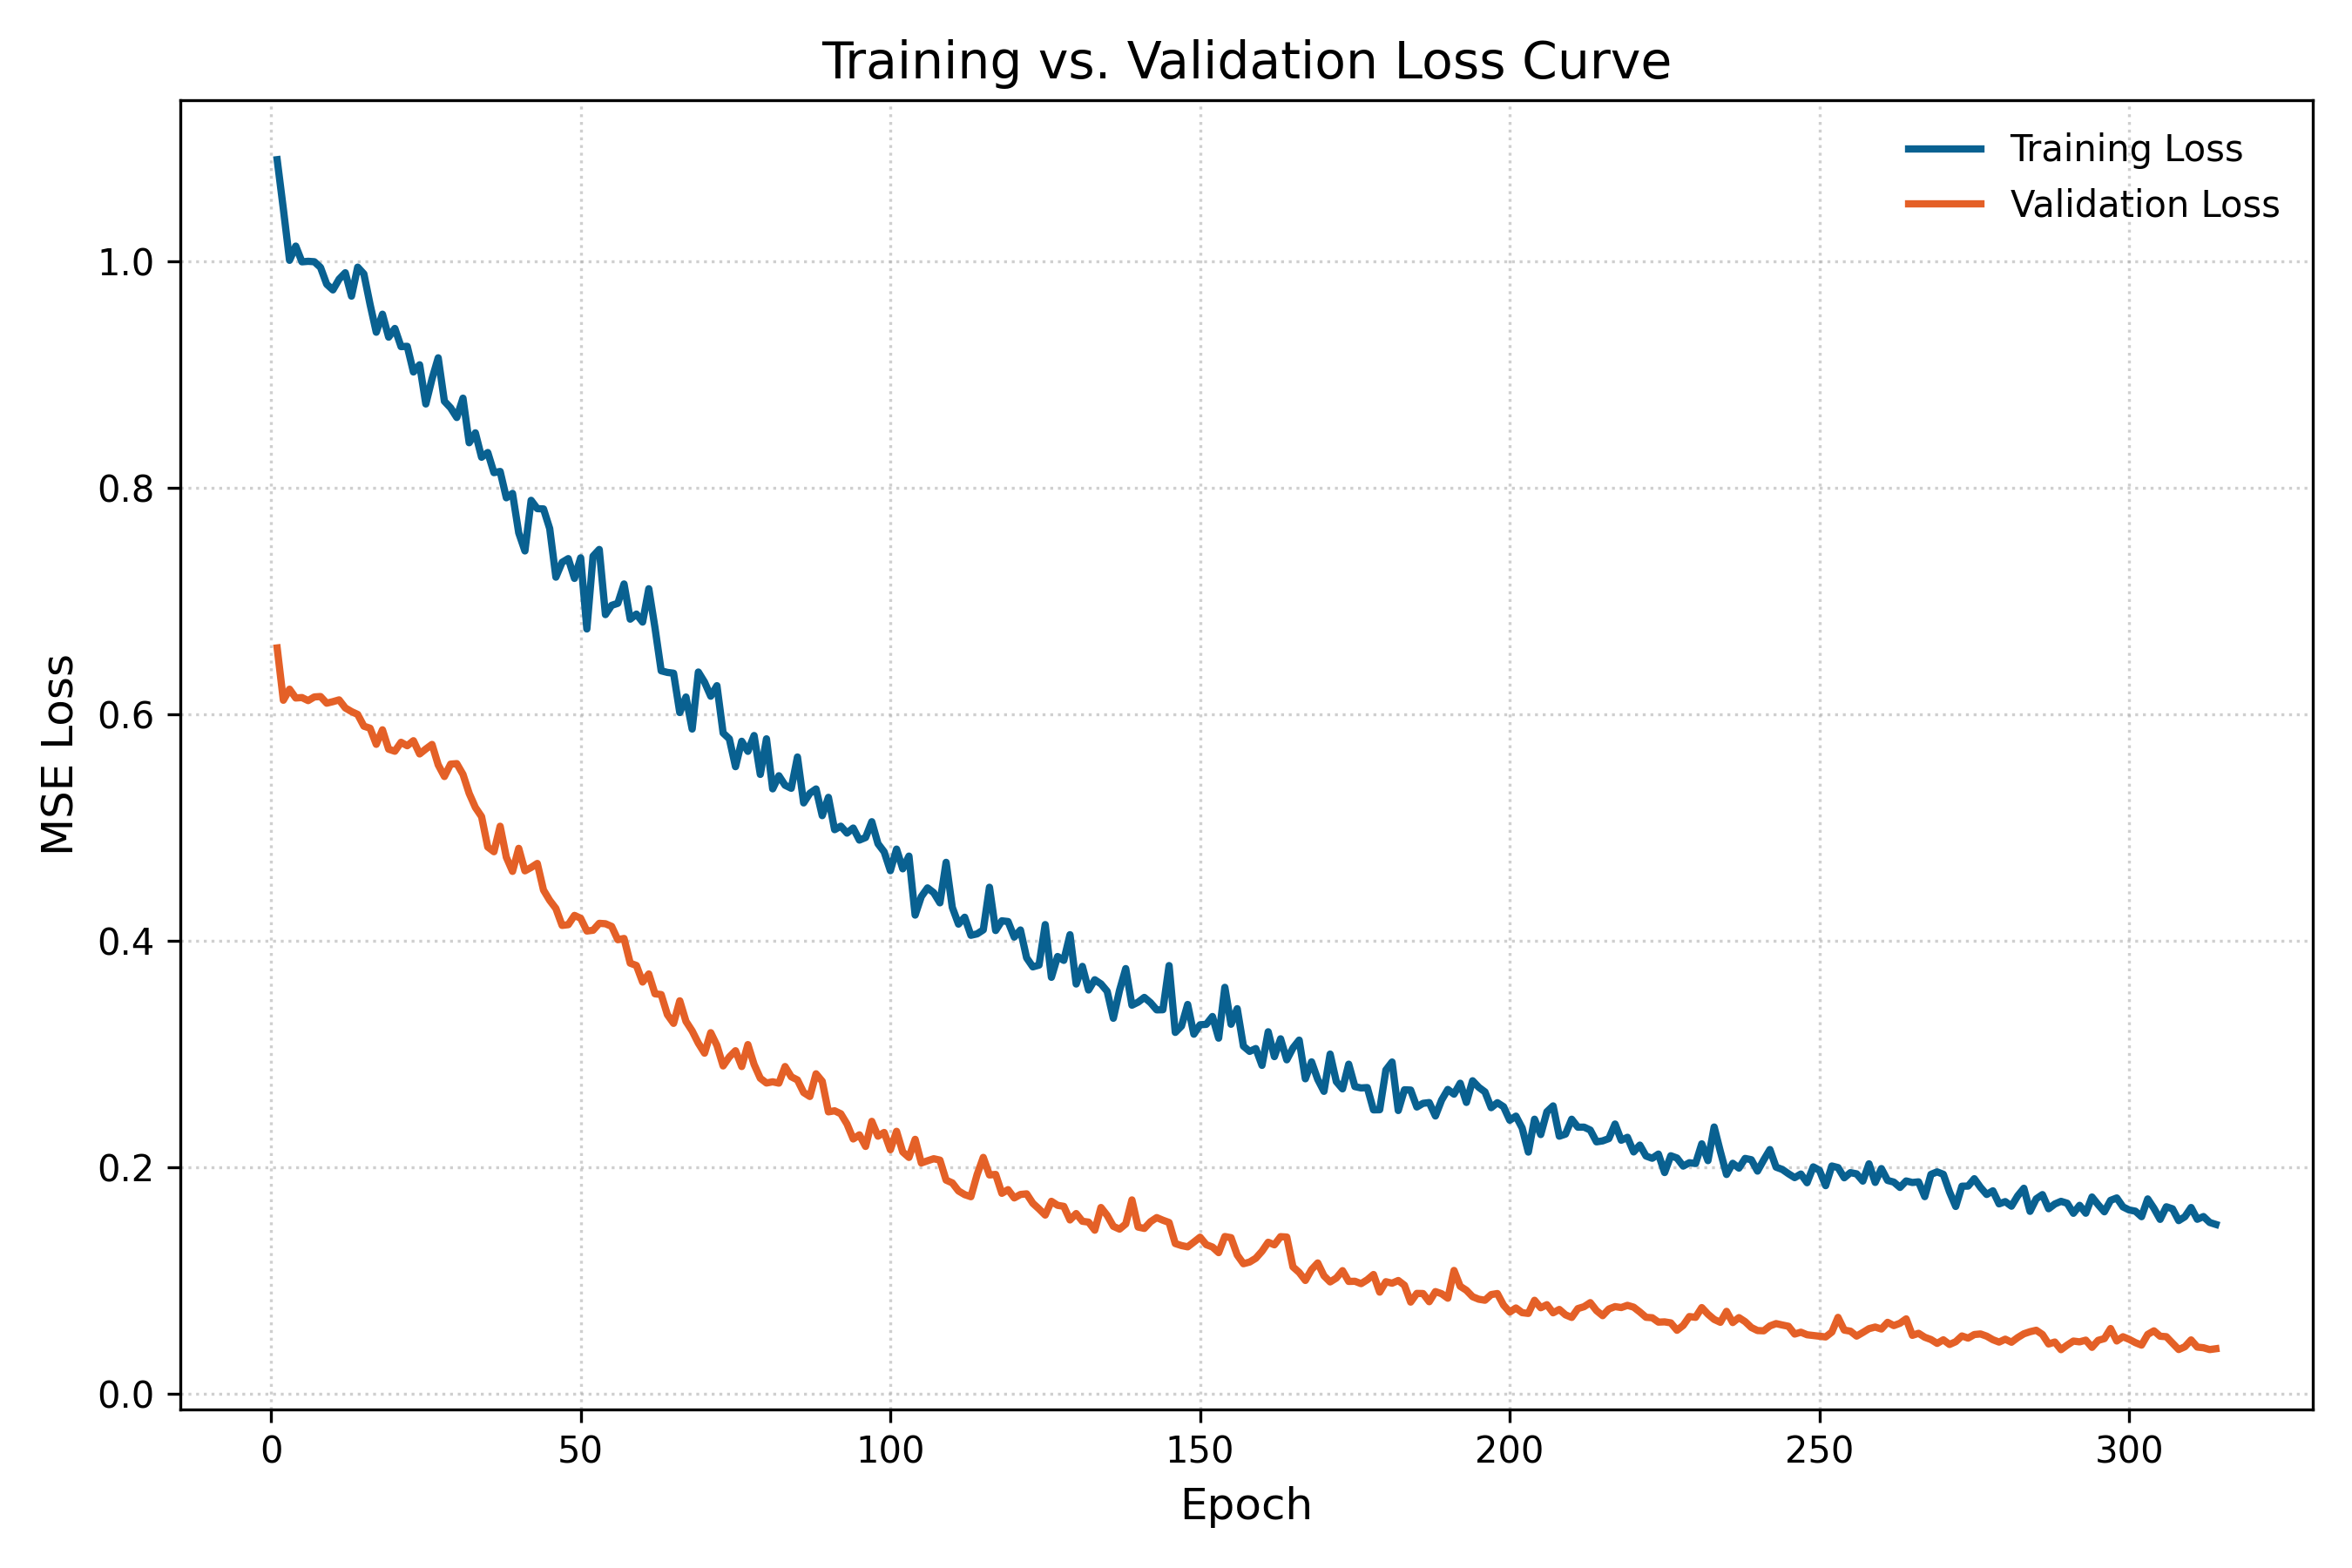 Training vs. Validation Loss Curve
Training Loss
Validation Loss
MSE Loss
1.0
0.8
0.6
0.4
0.2
0.0
0 50 100 150 200 250 300
Epoch